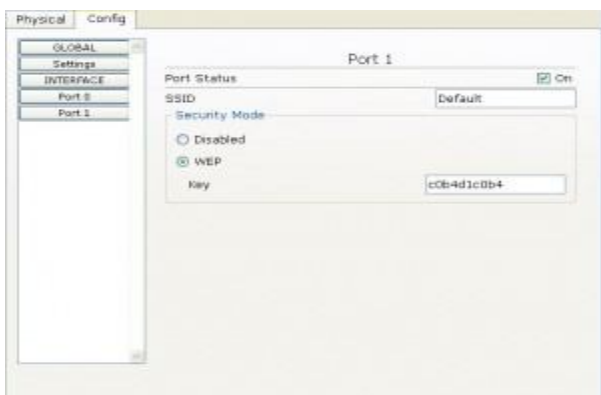 Physical Config
GLOBAL
Settings
INTERFACE
Port 0
Port 1
Port 1
Port Status On
SSID Default
Security Mode
Disabled
WEP
Key c0b4d1c0b4